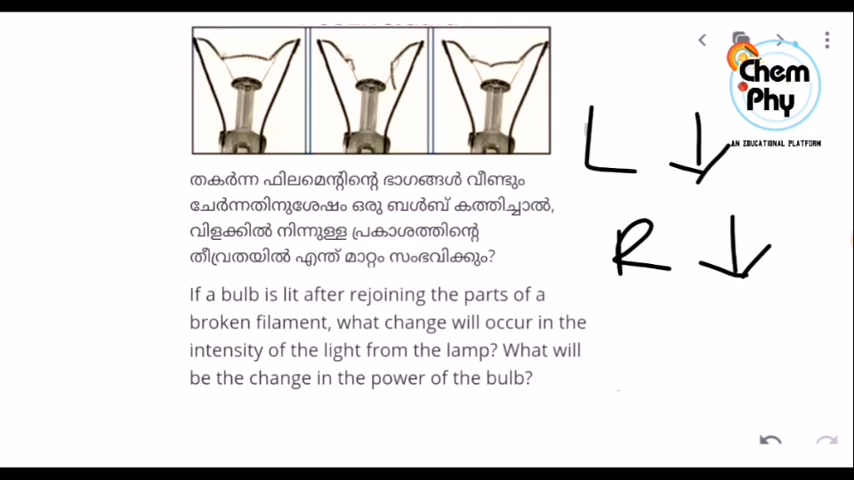 തകർന്ന ഫിലമെന്റിന്റെ ഭാഗങ്ങൾ വീണ്ടും
ചേർന്നതിനുശേഷം ഒരു ബൾബ് കത്തിച്ചാൽ,
വിളക്കിൽ നിന്നുള്ള പ്രകാശത്തിന്റെ
തീവ്രതയിൽ എന്ത് മാറ്റം സംഭവിക്കും?
If a bulb is lit after rejoining the parts of a
broken filament, what change will occur in the
intensity of the light from the lamp? What will
be the change in the power of the bulb?
L ↓
R ↓
Chem
Phy
AN EDUCATIONAL PLATFORM